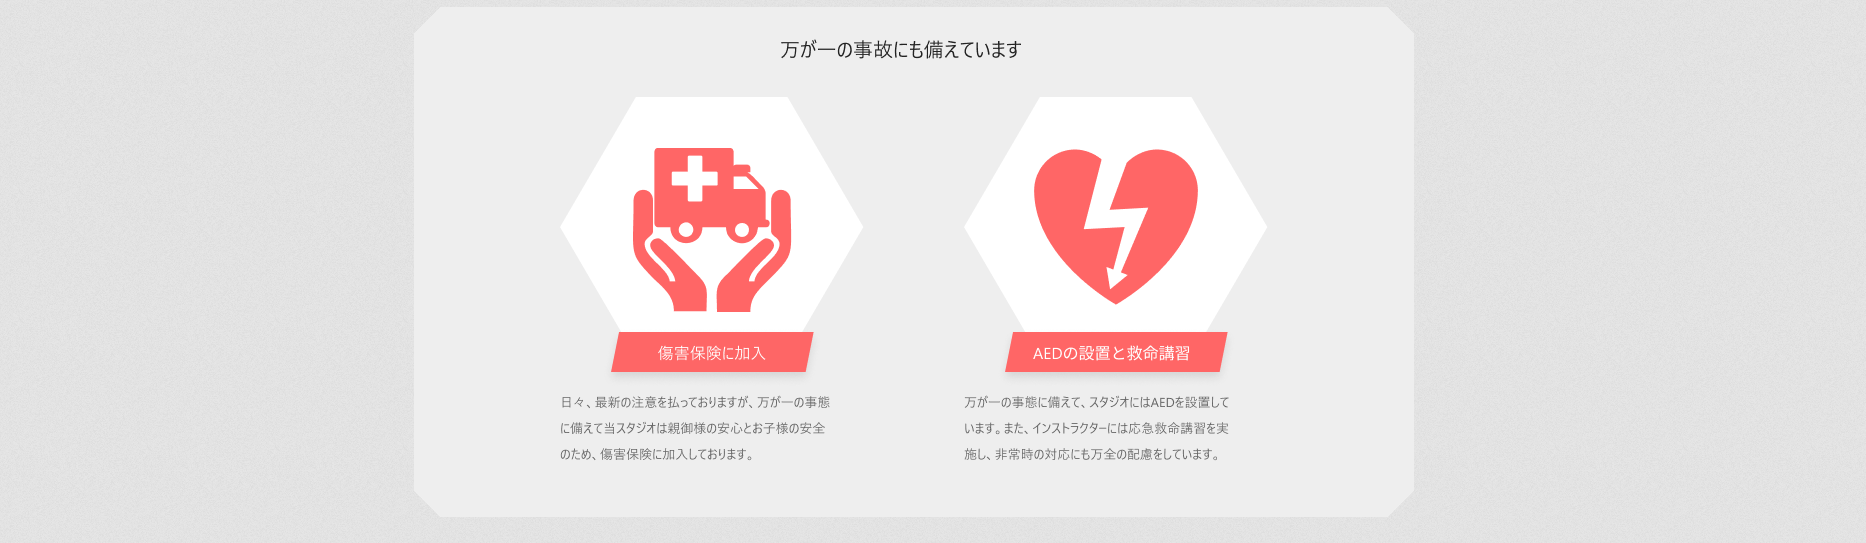 万が一の事故にも備えています
傷害保険に加入
日々、最新の注意を払っておりますが、万が一の事態
に備えて当スタジオは親御様の安心とお子様の安全
のため、傷害保険に加入しております。
AEDの設置と救命講習
万が一の事態に備えて、スタジオにはAEDを設置して
います。また、インストラクターには応急救命講習を実
施し、非常時の対応にも万全の配慮をしています。